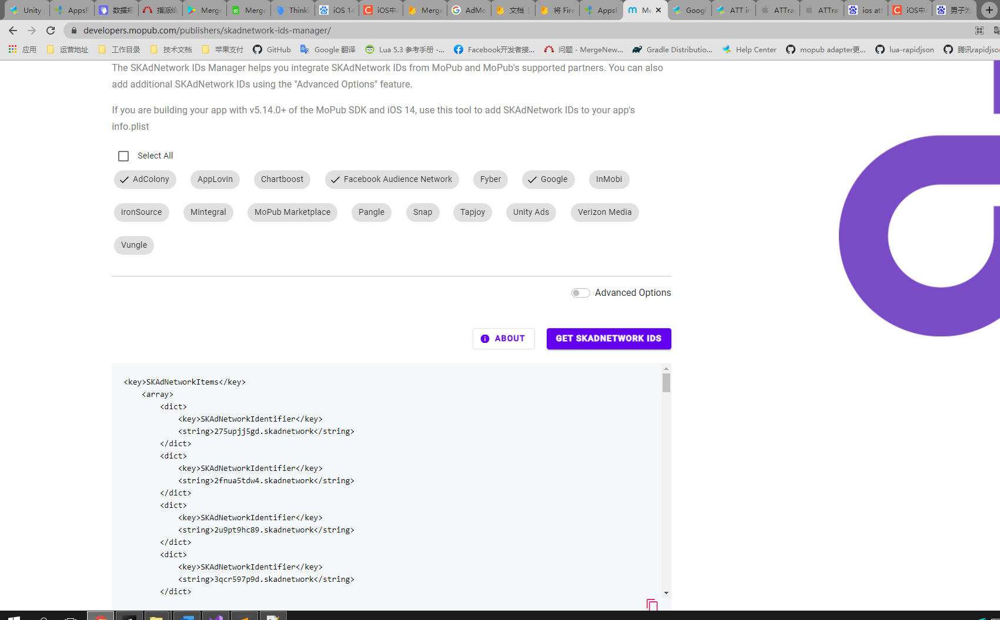 Unity
AppsF
数据规
指派给
Merge
Merge
Thinki
iOS 14
iOS中
Merge
AdMo
文档
将 Fire
AppsF
Mo
Googl
ATT in
ATTra
ATTra
ios att
iOS中
男子为
developers.mopub.com/publishers/skadnetwork-ids-manager/
应用 运营地址 工作目录 技术文档 苹果支付 GitHub Google 翻译 Lua 5.3 参考手册 -... Facebook开发者接... 问题 - MergeNew... Gradle Distributio... Help Center mopub adapter更... lua-rapidjson 腾讯rapidjson
The SKAdNetwork IDs Manager helps you integrate SKAdNetwork IDs from MoPub and MoPub's supported partners. You can also
add additional SKAdNetwork IDs using the "Advanced Options" feature.
If you are building your app with v5.14.0+ of the MoPub SDK and iOS 14, use this tool to add SKAdNetwork IDs to your app's
info.plist
Select All
AdColony AppLovin Chartboost Facebook Audience Network Fyber Google InMobi
ironSource Mintegral MoPub Marketplace Pangle Snap Tapjoy Unity Ads Verizon Media
Vungle
Advanced Options
ABOUT GET SKADNETWORK IDS
<key>SKAdNetworkItems</key>
<array>
<dict>
<key>SKAdNetworkIdentifier</key>
<string>275upjj5gd.skadnetwork</string>
</dict>
<dict>
<key>SKAdNetworkIdentifier</key>
<string>2fnua5tdw4.skadnetwork</string>
</dict>
<dict>
<key>SKAdNetworkIdentifier</key>
<string>2u9pt9hc89.skadnetwork</string>
</dict>
<dict>
<key>SKAdNetworkIdentifier</key>
<string>3qcr597p9d.skadnetwork</string>
</dict>